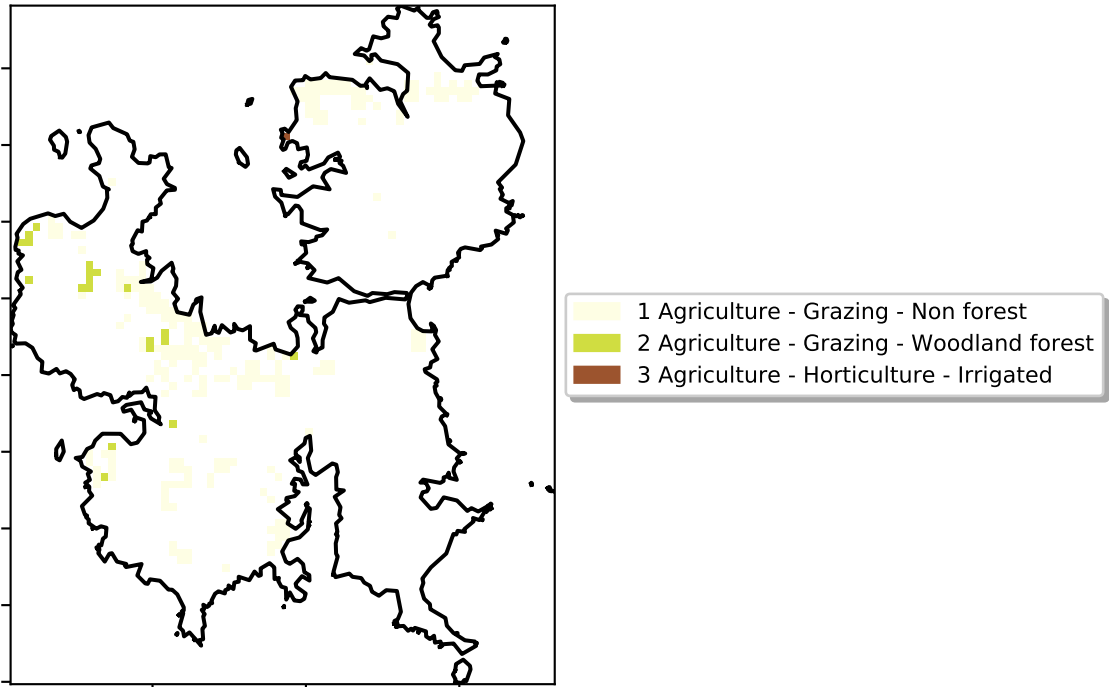 1 Agriculture - Grazing - Non forest
2 Agriculture - Grazing - Woodland forest
3 Agriculture - Horticulture - Irrigated